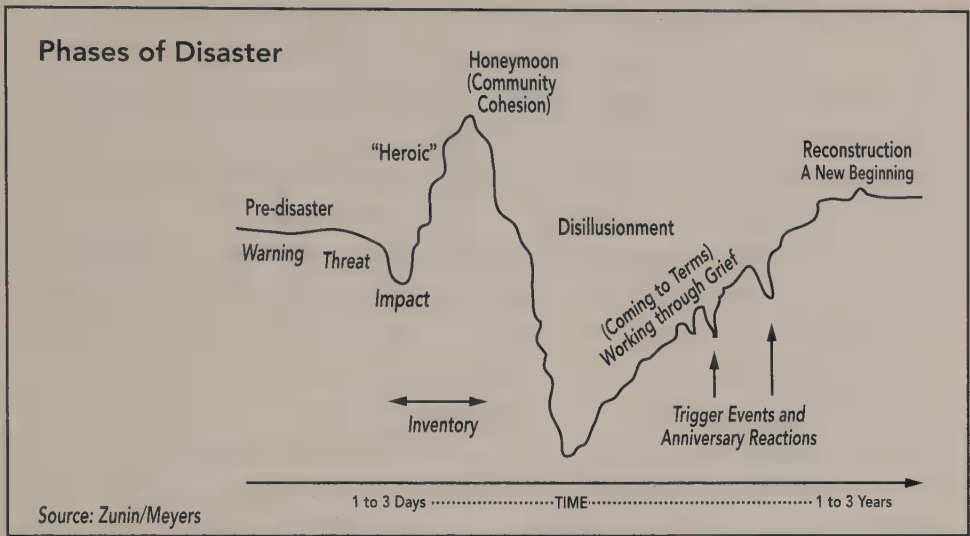 Phases of Disaster
Honeymoon
(Community
Cohesion)
“Heroic”
Reconstruction
A New Beginning
Pre-disaster
Disillusionment
Warning
Threat
(Coming to Terms)
Working through Grief
Impact
Trigger Events and
Anniversary Reactions
Inventory
1 to 3 Days TIME 1 to 3 Years
Source: Zunin/Meyers